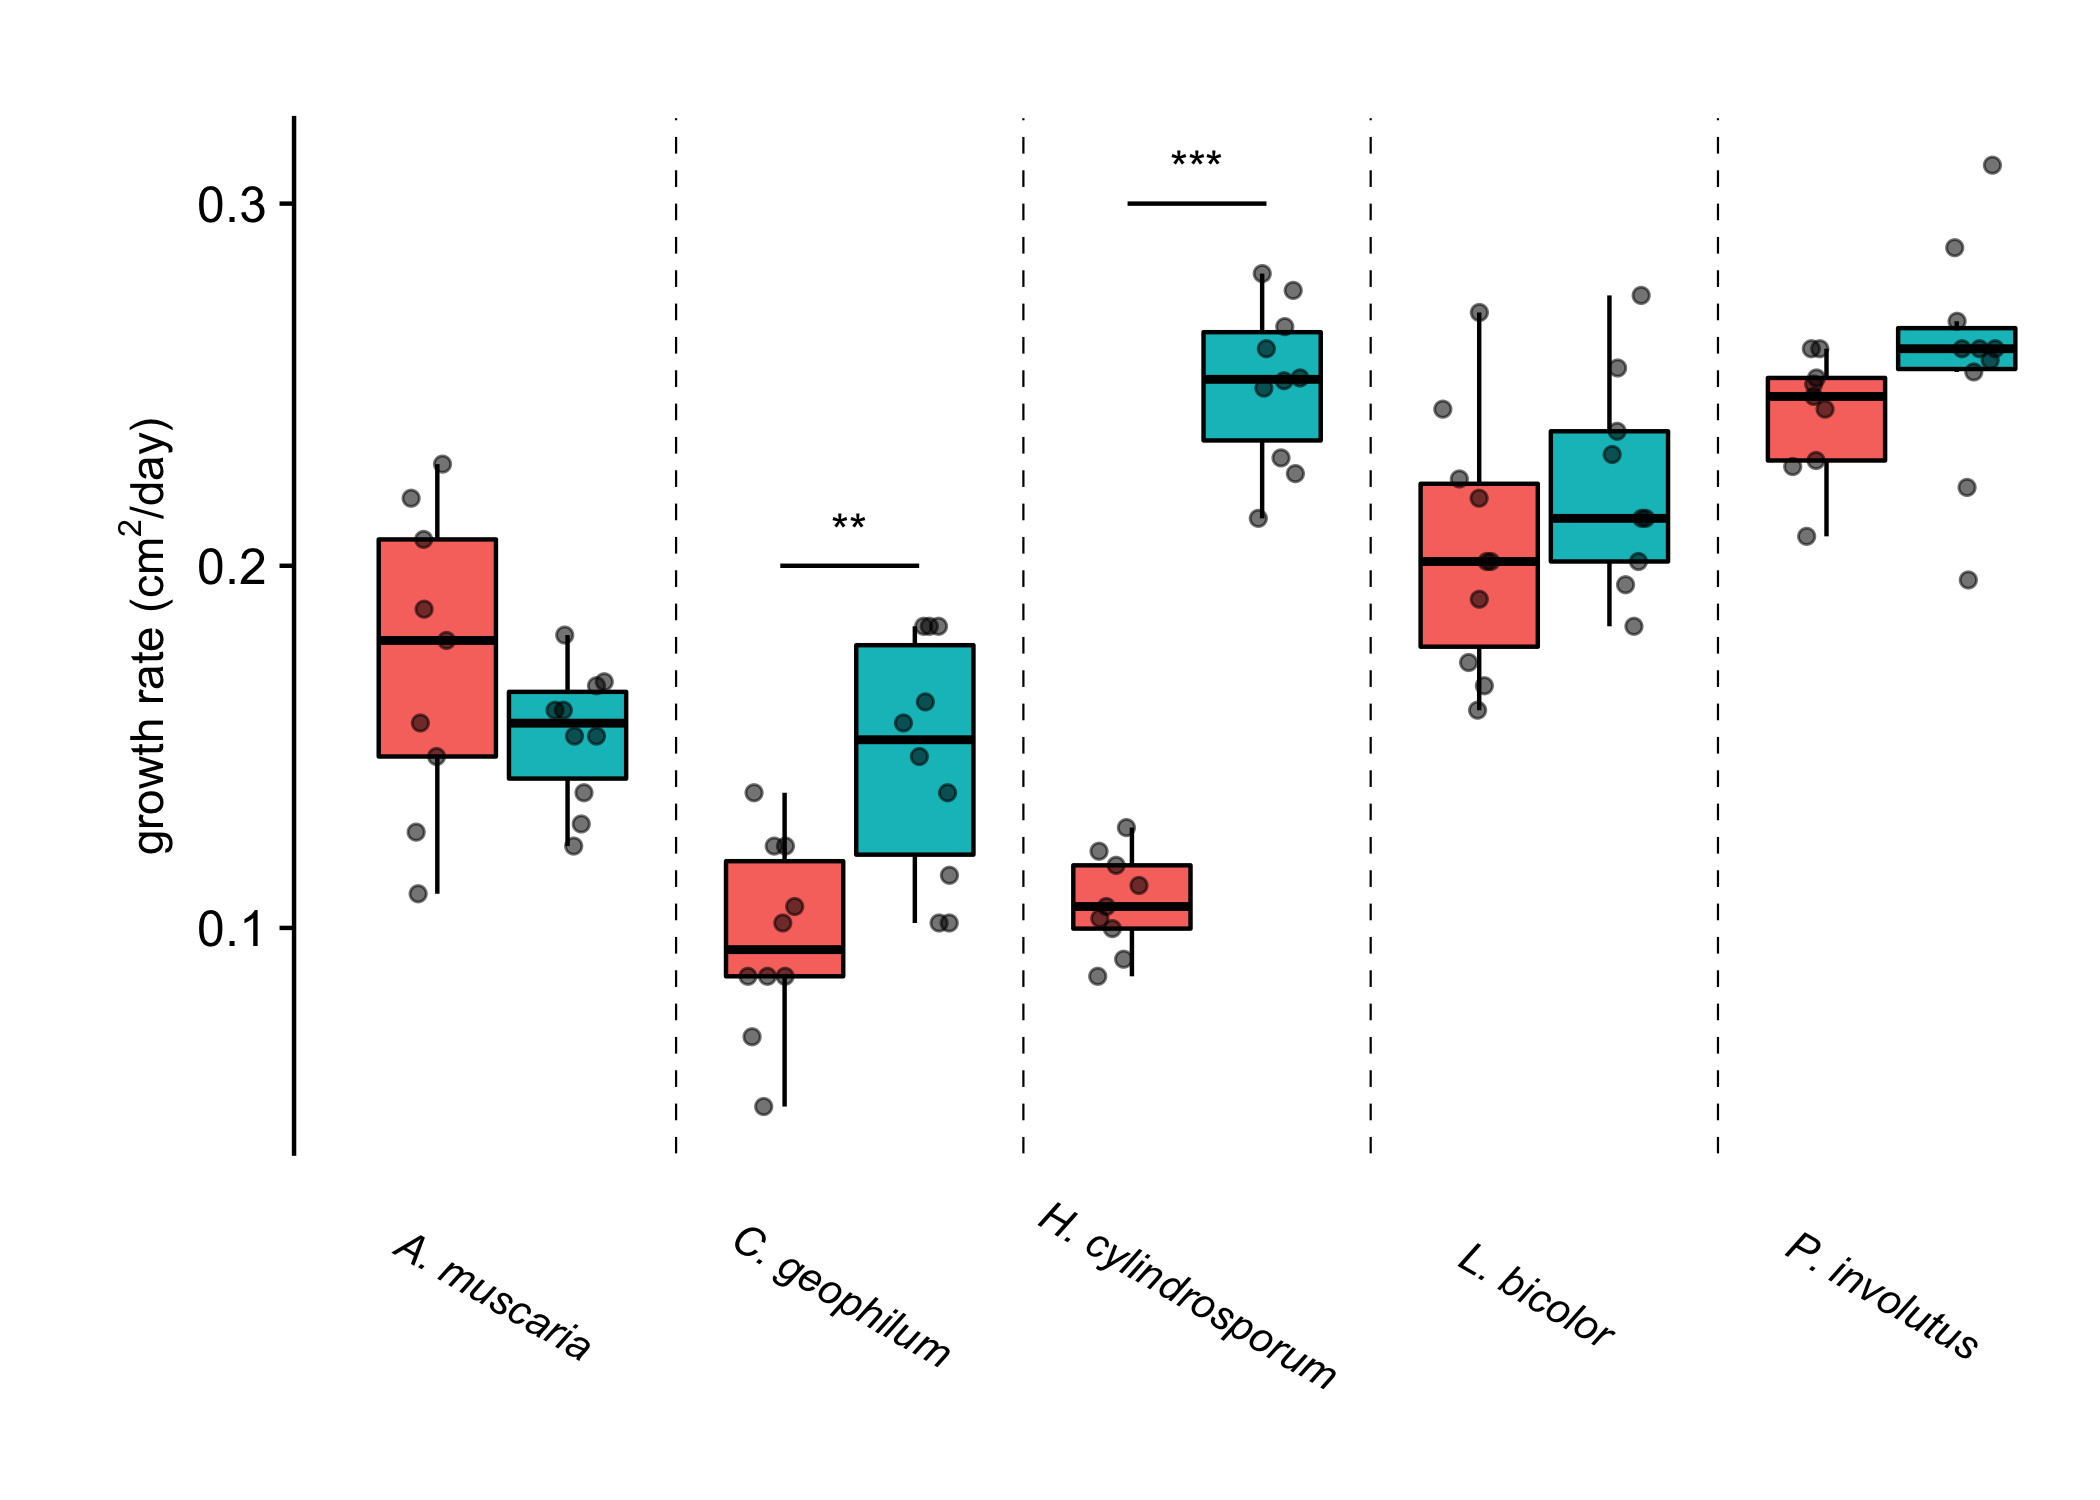 growth rate (cm²/day)
0.3
0.2
0.1
**
***
A. muscaria
C. geophilum
H. cylindrosporum
L. bicolor
P. involutus